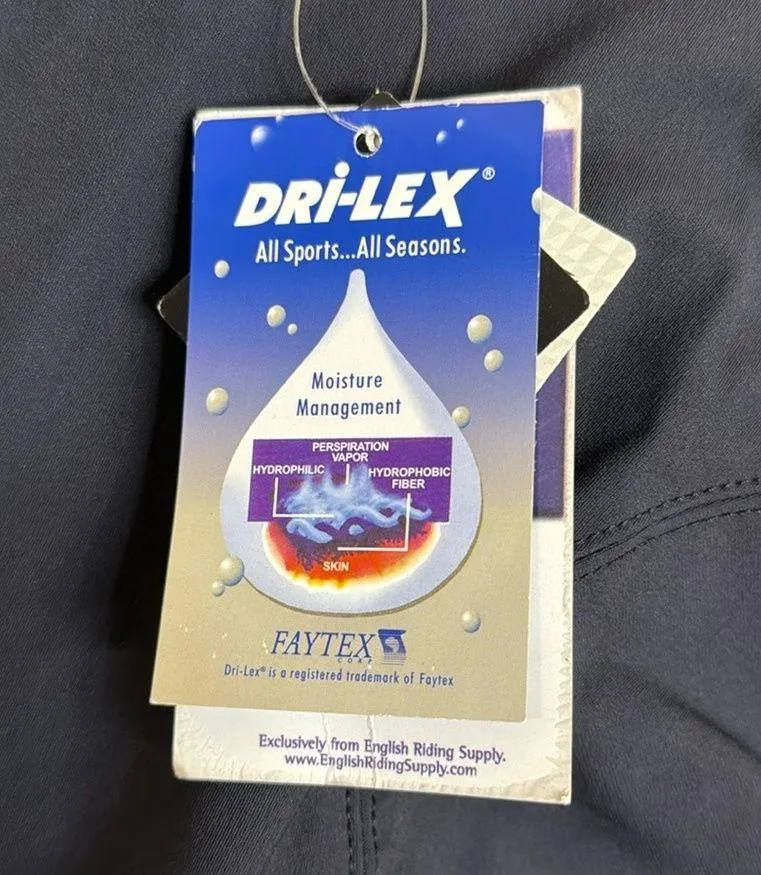 DRI-LEX®
All Sports...All Seasons.
Moisture
Management
PERSPIRATION
VAPOR
HYDROPHILIC
HYDROPHOBIC
FIBER
SKIN
FAYTEX
CORP
Dri-Lex® is a registered trademark of Faytex
Exclusively from English Riding Supply.
www.EnglishRidingSupply.com